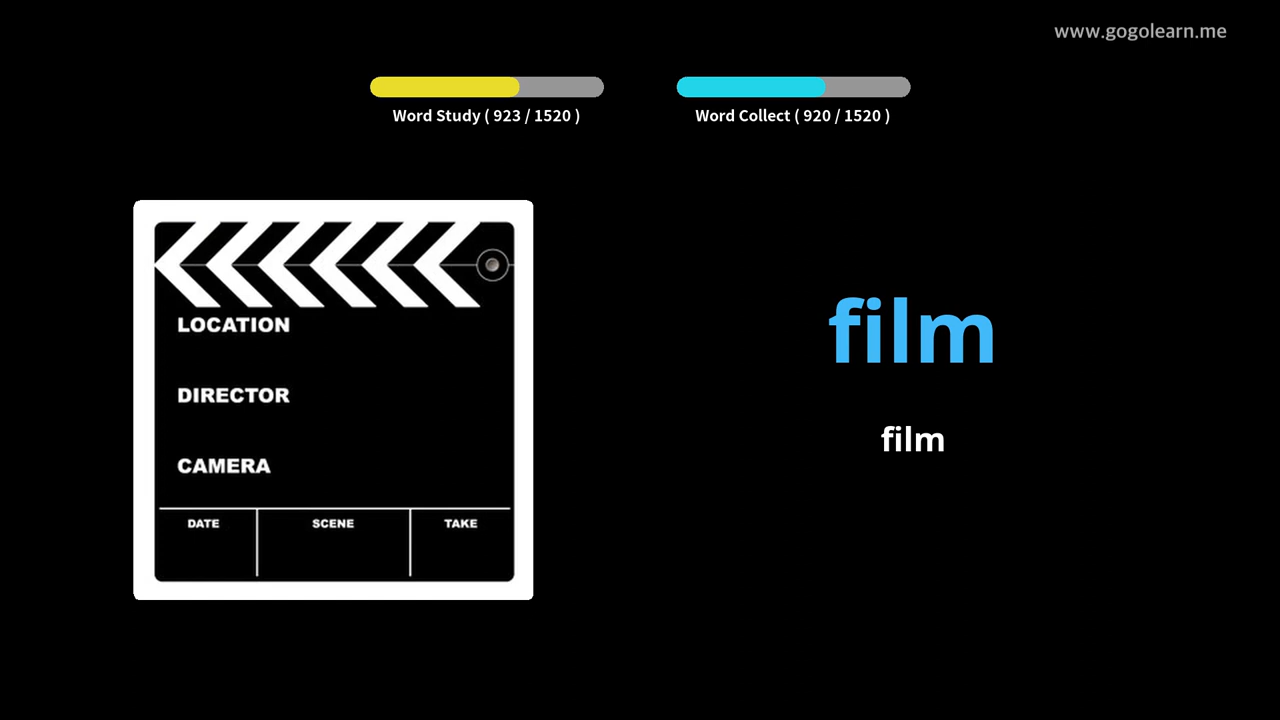 www.gogolearn.me
Word Study ( 923 / 1520 )
Word Collect ( 920 / 1520 )
LOCATION
DIRECTOR
CAMERA
DATE
SCENE
TAKE
film
film